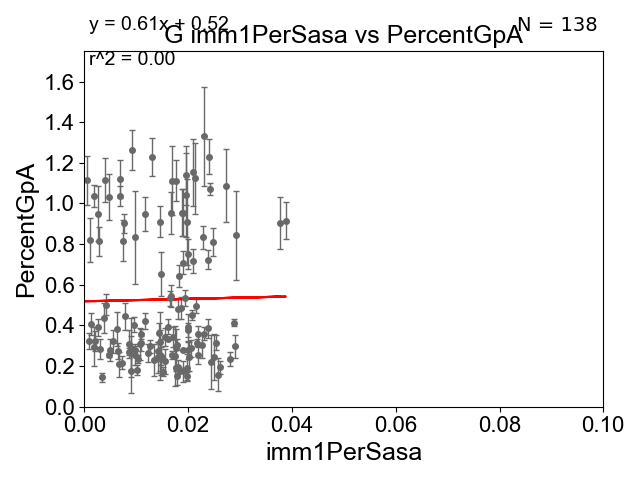 y = 0.61x + 0.52
G imm1PerSasa vs PercentGpA
N = 138
r^2 = 0.00
PercentGpA
1.6
1.4
1.2
1.0
0.8
0.6
0.4
0.2
0.0
0.00 0.02 0.04 0.06 0.08 0.10
imm1PerSasa